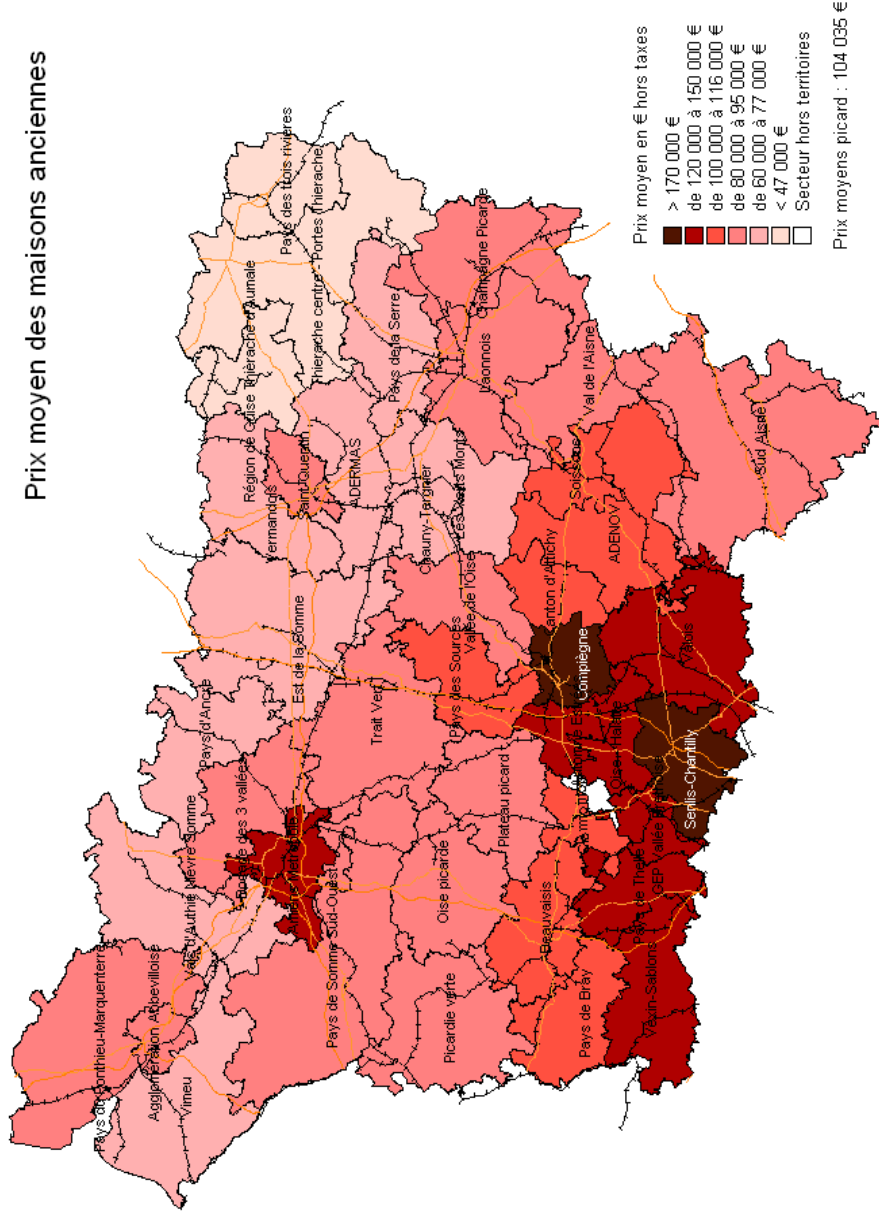 Prix moyen des maisons anciennes
Pays du Ponthieu-Marquenterre
Agglomération Abbevilloise
Vimeu
Vals d'Authie Nièvre Somme
Pays d'Ancre
Bocage des 3 vallées
Amiens Métropole
Pays de Somme Sud-Ouest
Est de la Somme
Trait Vert
Vermandois
Saint Quentin
ADERMAS
Région de Guise
Thiérache d'Aumale
Thiérache centre
Portes Thiérache
Pays des trois rivières
Pays de la Serre
Chauny-Tergnier
Les Vals Monts
Laonnois
Champagne Picarde
Val de l'Aisne
Soissons
ADENOV
Sud Aisne
Picardie verte
Oise picarde
Plateau picard
Pays des Sources
Vallée de l'Oise
Canton d'Attichy
Compiègne
Beauvaisis
Pays de Bray
Vexin-Sablons
Pays de Thelle
GEP
Senlis-Chantilly
Valois
Prix moyen en € hors taxes
> 170 000 €
de 120 000 à 150 000 €
de 100 000 à 116 000 €
de 80 000 à 95 000 €
de 60 000 à 77 000 €
< 47 000 €
Secteur hors territoires
Prix moyens picard : 104 035 €